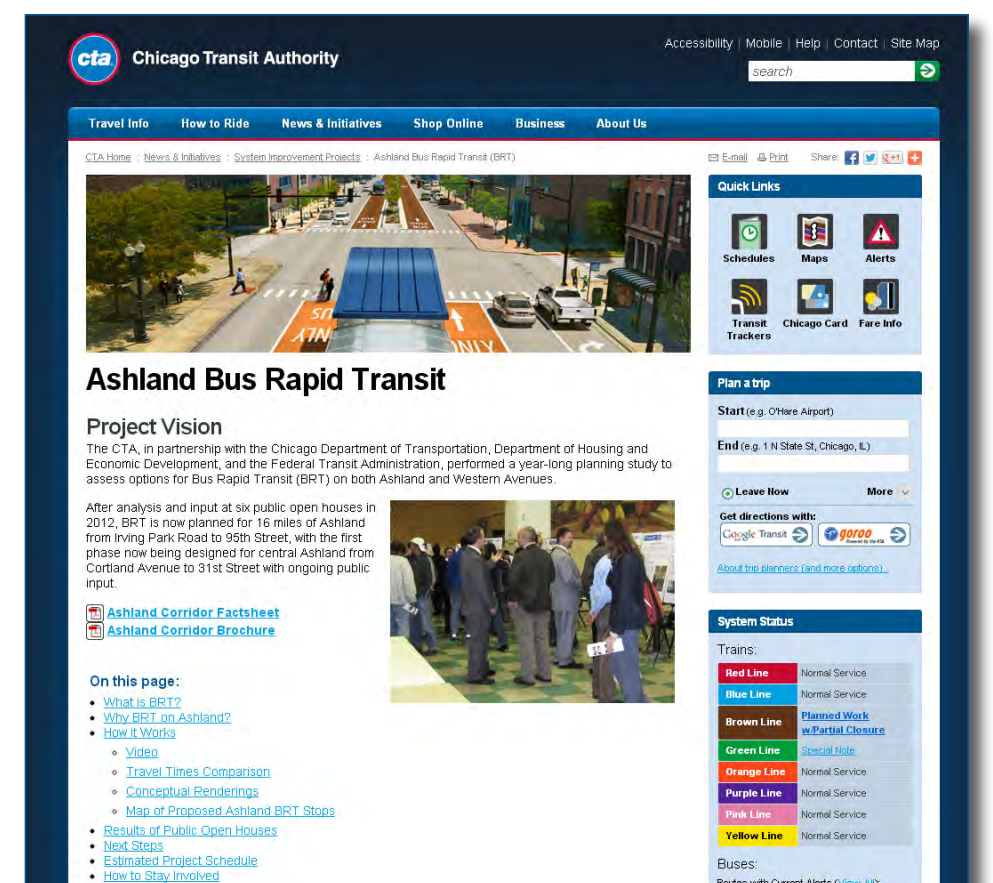 cta
Chicago Transit Authority
Accessibility | Mobile | Help | Contact | Site Map
search
Travel Info How to Ride News & Initiatives Shop Online Business About Us
CTA Home : News & Initiatives : System Improvement Projects : Ashland Bus Rapid Transit (BRT)
E-mail Print Share:
BUS
ONLY
ONLY
Ashland Bus Rapid Transit
Project Vision
The CTA, in partnership with the Chicago Department of Transportation, Department of Housing and
Economic Development, and the Federal Transit Administration, performed a year-long planning study to
assess options for Bus Rapid Transit (BRT) on both Ashland and Western Avenues.
After analysis and input at six public open houses in
2012, BRT is now planned for 16 miles of Ashland
from Irving Park Road to 95th Street, with the first
phase now being designed for central Ashland from
Cortland Avenue to 31st Street with ongoing public
input.
Ashland Corridor Factsheet
Ashland Corridor Brochure
On this page:
What is BRT?
Why BRT on Ashland?
How it Works
Video
Travel Times Comparison
Conceptual Renderings
Map of Proposed Ashland BRT Stops
Results of Public Open Houses
Next Steps
Estimated Project Schedule
How to Stay Involved
Quick Links
Schedules Maps Alerts
Transit Trackers Chicago Card Fare Info
Plan a trip
Start (e.g. O'Hare Airport)
End (e.g. 1 N State St, Chicago, IL)
Leave Now More
Get directions with:
Google Transit goroo
About trip planners (and more options)...
System Status
Trains:
Red Line Normal Service
Blue Line Normal Service
Brown Line Planned Work
w/Partial Closure
Green Line Special Note
Orange Line Normal Service
Purple Line Normal Service
Pink Line Normal Service
Yellow Line Normal Service
Buses:
Routes with Current Alerts (View All):